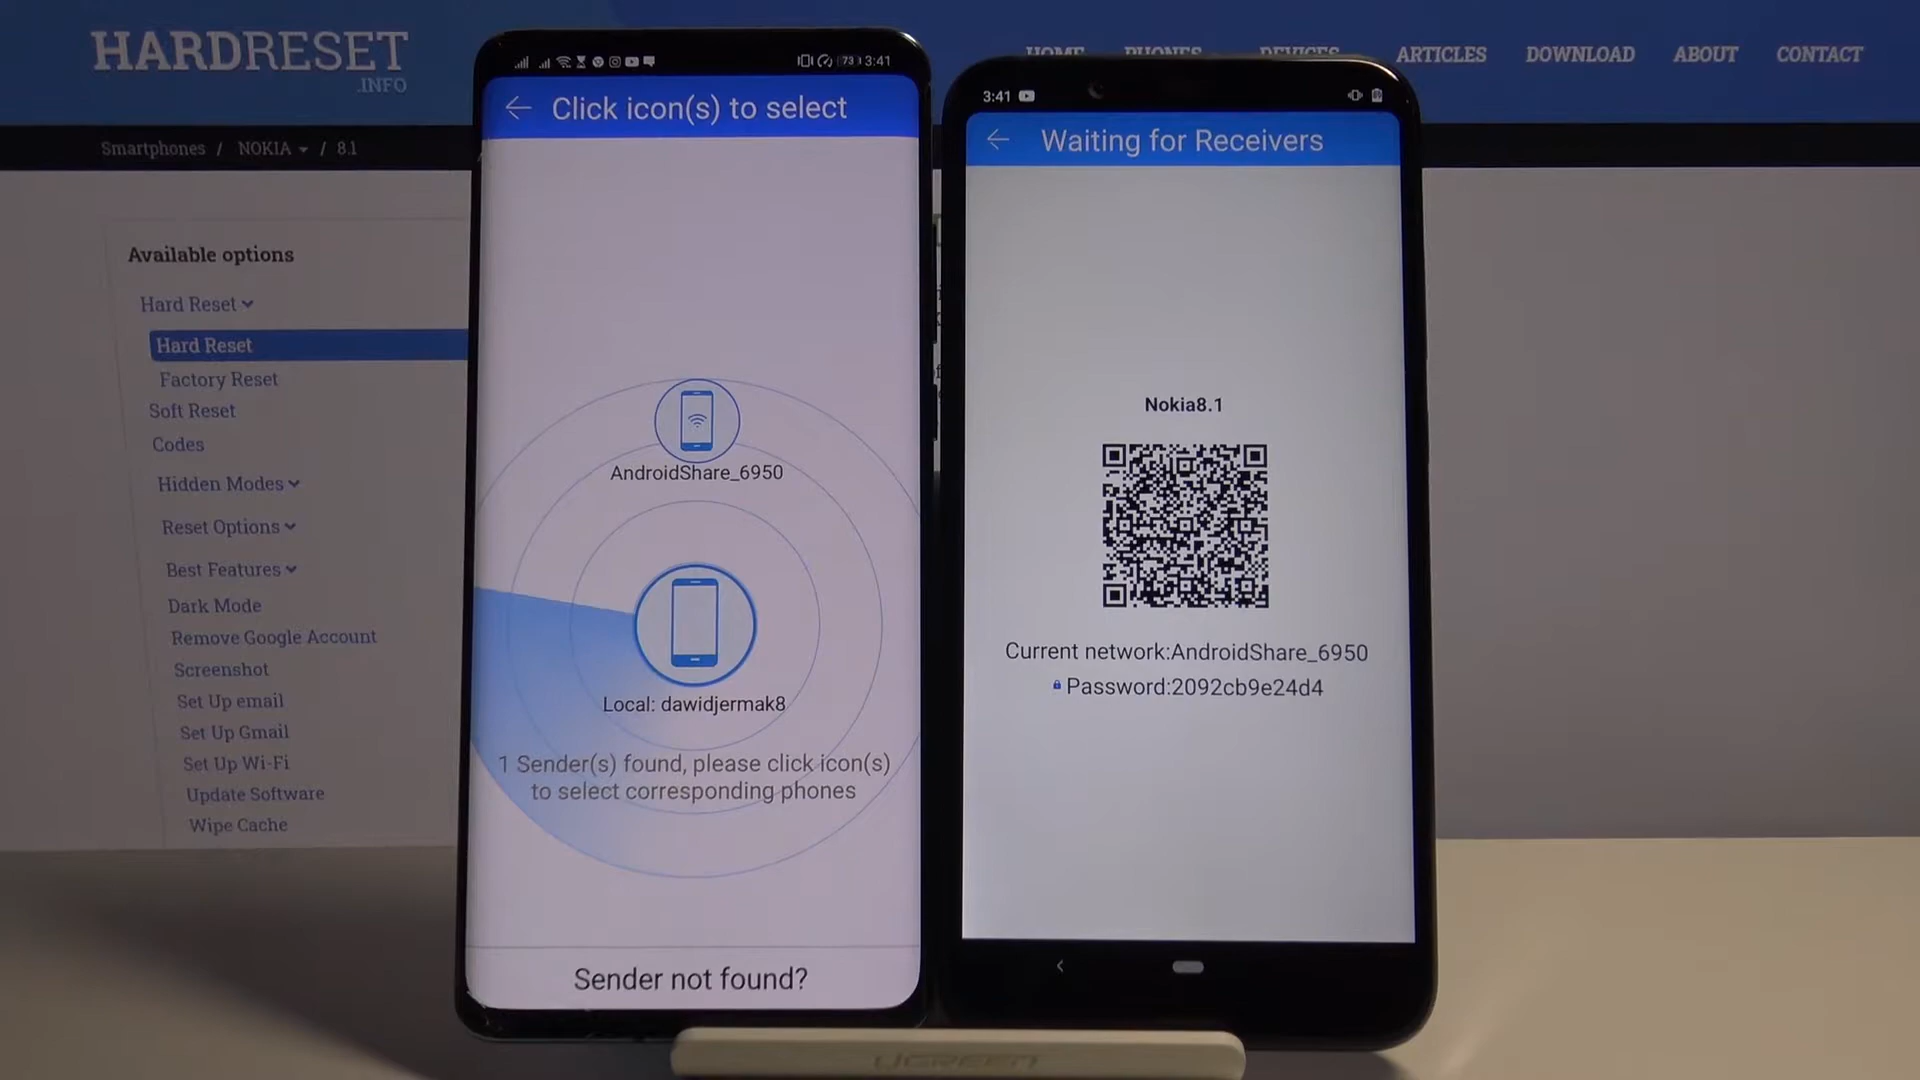 HARDRESET
.INFO
HOME PHONES DEVICES ARTICLES DOWNLOAD ABOUT CONTACT
Smartphones / NOKIA / 8.1
Available options
Hard Reset
Hard Reset
Factory Reset
Soft Reset
Codes
Hidden Modes
Reset Options
Best Features
Dark Mode
Remove Google Account
Screenshot
Set Up email
Set Up Gmail
Set Up Wi-Fi
Update Software
Wipe Cache
73 3:41
Click icon(s) to select
AndroidShare_6950
Local: dawidjermak8
1 Sender(s) found, please click icon(s)
to select corresponding phones
Sender not found?
3:41
Waiting for Receivers
Nokia8.1
Current network:AndroidShare_6950
Password:2092cb9e24d4
UGREEN